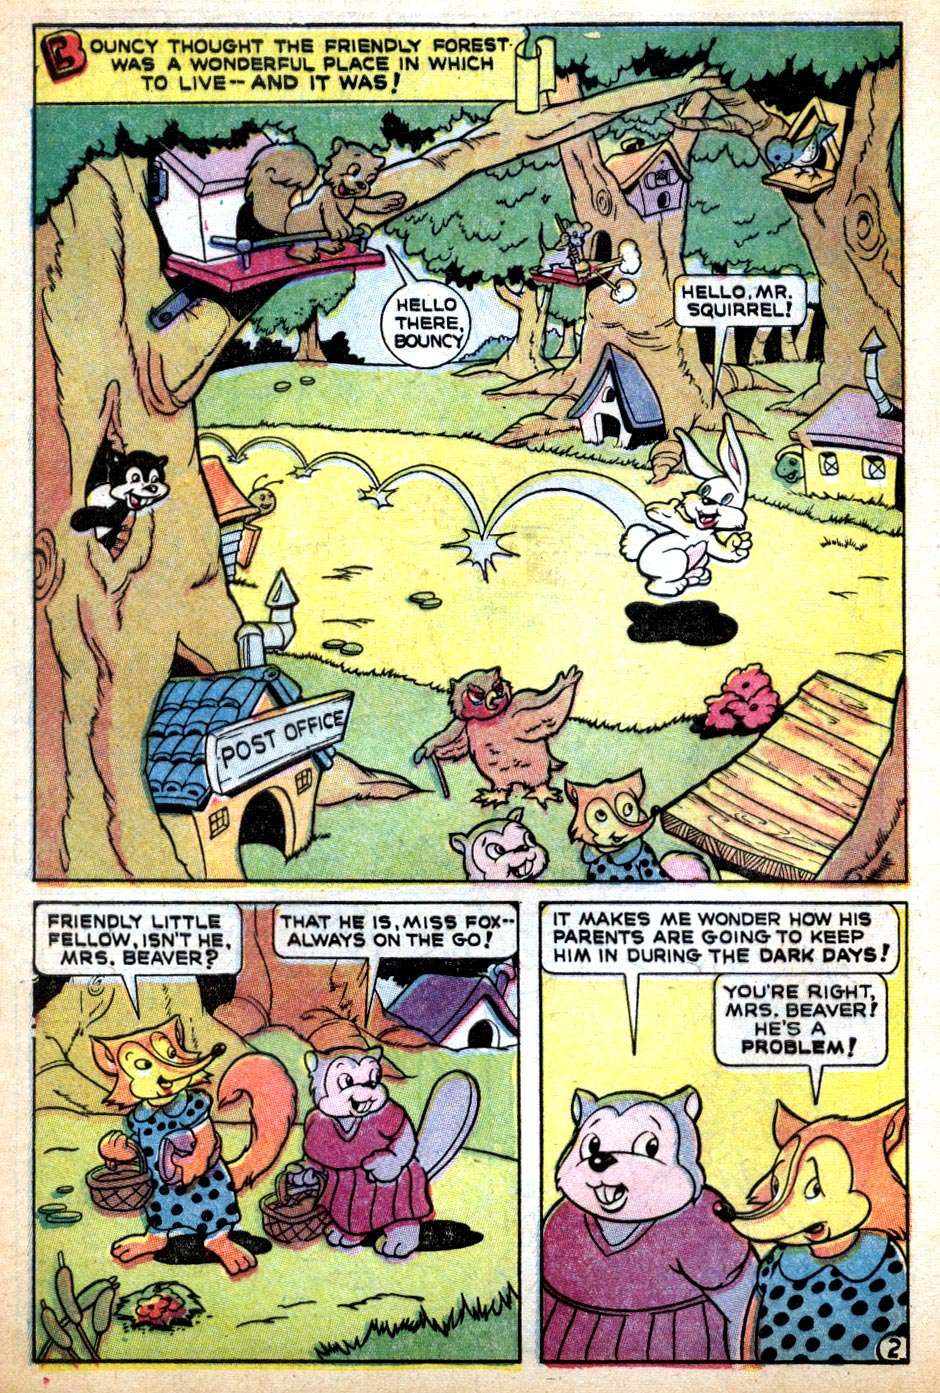 BOUNCY THOUGHT THE FRIENDLY FOREST
WAS A WONDERFUL PLACE IN WHICH
TO LIVE-- AND IT WAS!
HELLO
THERE,
BOUNCY
HELLO, MR.
SQUIRREL!
POST OFFICE
FRIENDLY LITTLE
FELLOW, ISN'T HE,
MRS. BEAVER?
THAT HE IS, MISS FOX--
ALWAYS ON THE GO!
IT MAKES ME WONDER HOW HIS
PARENTS ARE GOING TO KEEP
HIM IN DURING THE DARK DAYS!
YOU'RE RIGHT,
MRS. BEAVER!
HE'S A
PROBLEM!
2